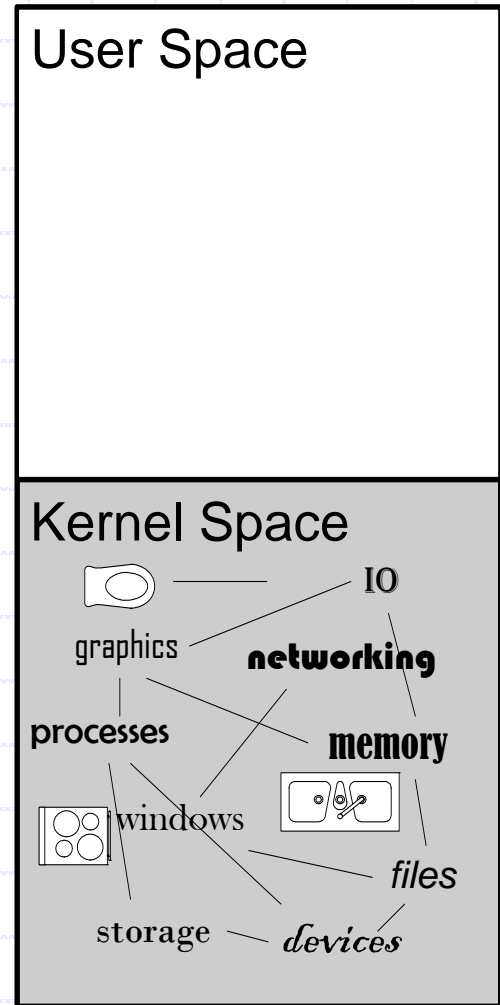 User Space
Kernel Space
IO
graphics
networking
processes
memory
windows
files
storage
devices